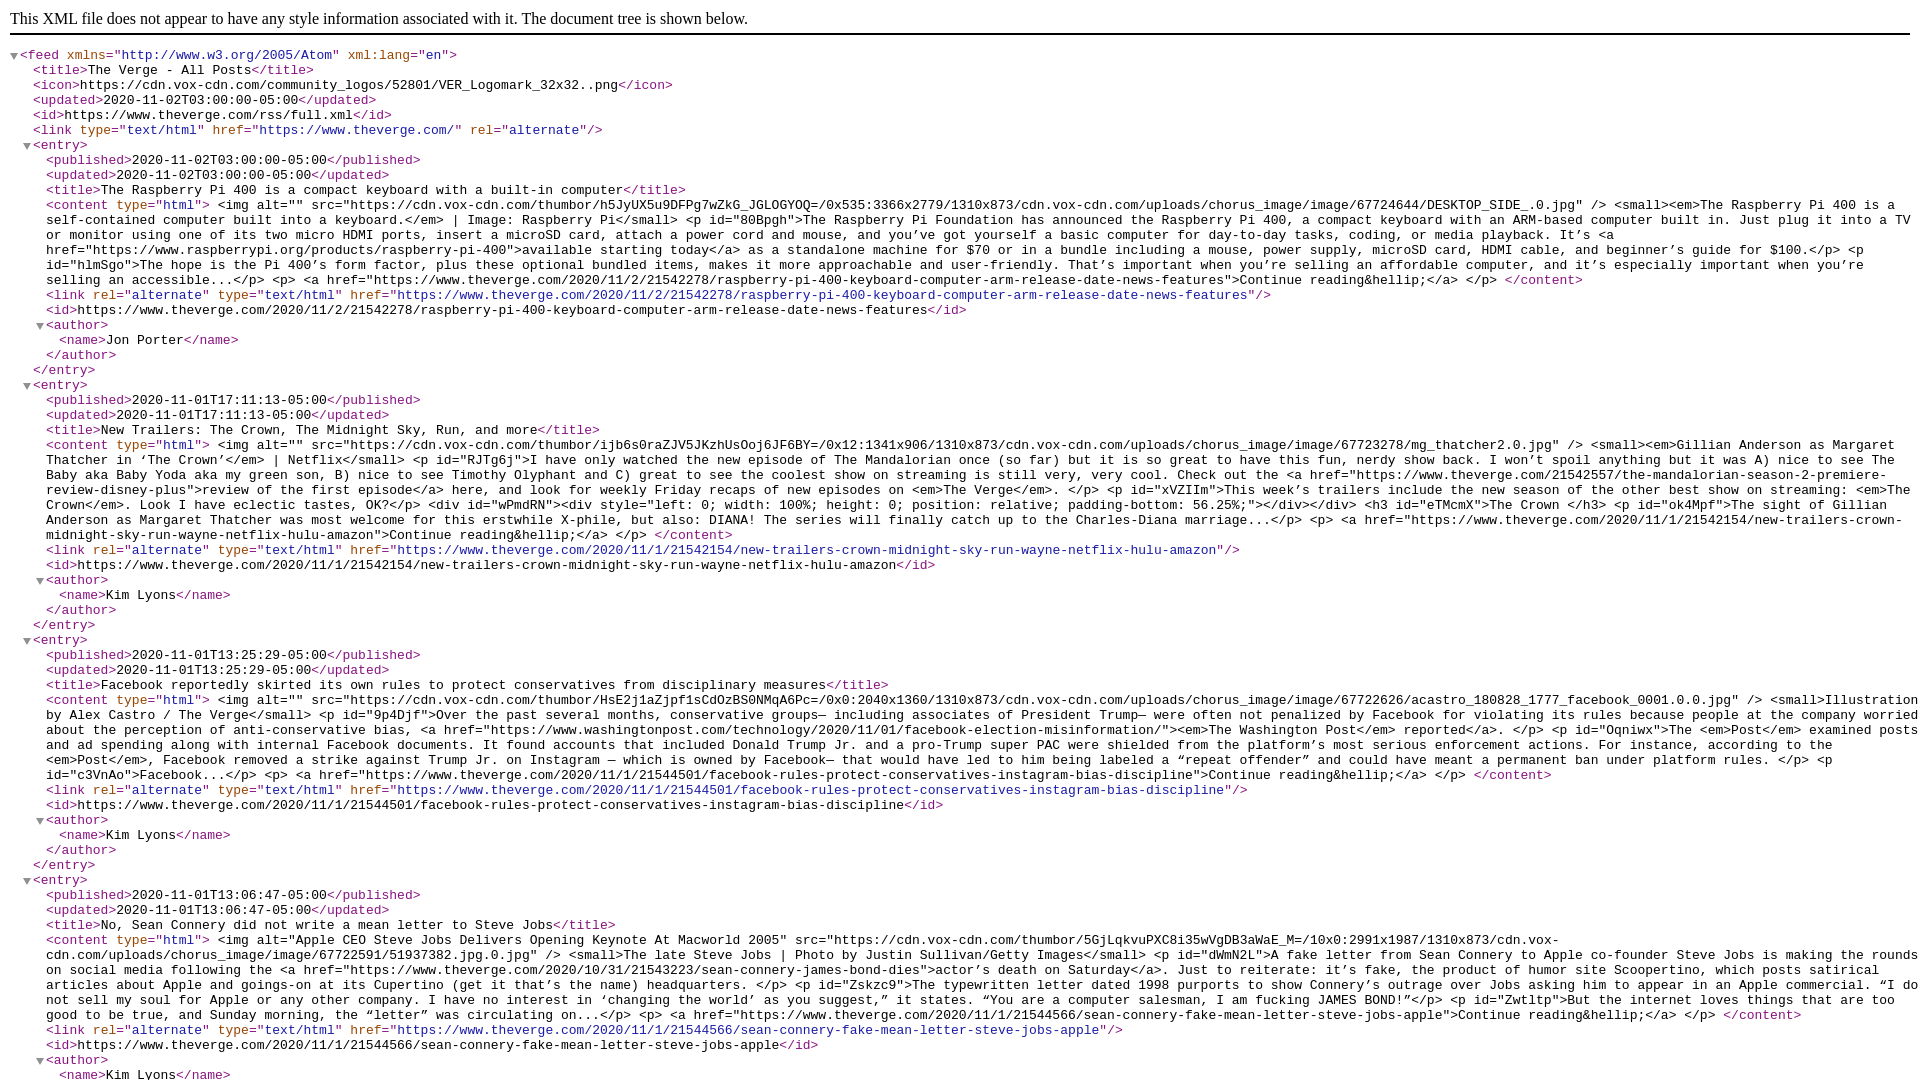 This XML file does not appear to have any style information associated with it. The document tree is shown below.
<feed xmlns="http://www.w3.org/2005/Atom" xml:lang="en">
<title>The Verge - All Posts</title>
<icon>https://cdn.vox-cdn.com/community_logos/52801/VER_Logomark_32x32..png</icon>
<updated>2020-11-02T03:00:00-05:00</updated>
<id>https://www.theverge.com/rss/full.xml</id>
<link type="text/html" href="https://www.theverge.com/" rel="alternate"/>
<entry>
<published>2020-11-02T03:00:00-05:00</published>
<updated>2020-11-02T03:00:00-05:00</updated>
<title>The Raspberry Pi 400 is a compact keyboard with a built-in computer</title>
<content type="html"> <img alt="" src="https://cdn.vox-cdn.com/thumbor/h5JyUX5u9DFPg7wZkG_JGLOGYOQ=/0x535:3366x2779/1310x873/cdn.vox-cdn.com/uploads/chorus_image/image/67724644/DESKTOP_SIDE_.0.jpg" /> <small><em>The Raspberry Pi 400 is a
self-contained computer built into a keyboard.</em> | Image: Raspberry Pi</small> <p id="80Bpgh">The Raspberry Pi Foundation has announced the Raspberry Pi 400, a compact keyboard with an ARM-based computer built in. Just plug it into a TV
or monitor using one of its two micro HDMI ports, insert a microSD card, attach a power cord and mouse, and you’ve got yourself a basic computer for day-to-day tasks, coding, or media playback. It’s <a
href="https://www.raspberrypi.org/products/raspberry-pi-400">available starting today</a> as a standalone machine for $70 or in a bundle including a mouse, power supply, microSD card, HDMI cable, and beginner’s guide for $100.</p> <p
id="hlmSgo">The hope is the Pi 400’s form factor, plus these optional bundled items, makes it more approachable and user-friendly. That’s important when you’re selling an affordable computer, and it’s especially important when you’re
selling an accessible...</p> <p> <a href="https://www.theverge.com/2020/11/2/21542278/raspberry-pi-400-keyboard-computer-arm-release-date-news-features">Continue reading&hellip;</a> </p> </content>
<link rel="alternate" type="text/html" href="https://www.theverge.com/2020/11/2/21542278/raspberry-pi-400-keyboard-computer-arm-release-date-news-features"/>
<id>https://www.theverge.com/2020/11/2/21542278/raspberry-pi-400-keyboard-computer-arm-release-date-news-features</id>
<author>
<name>Jon Porter</name>
</author>
</entry>
<entry>
<published>2020-11-01T17:11:13-05:00</published>
<updated>2020-11-01T17:11:13-05:00</updated>
<title>New Trailers: The Crown, The Midnight Sky, Run, and more</title>
<content type="html"> <img alt="" src="https://cdn.vox-cdn.com/thumbor/ijb6s0raZJV5JKzhUsOoj6JF6BY=/0x12:1341x906/1310x873/cdn.vox-cdn.com/uploads/chorus_image/image/67723278/mg_thatcher2.0.jpg" /> <small><em>Gillian Anderson as Margaret
Thatcher in ‘The Crown’</em> | Netflix</small> <p id="RJTg6j">I have only watched the new episode of The Mandalorian once (so far) but it is so great to have this fun, nerdy show back. I won’t spoil anything but it was A) nice to see The
Baby aka Baby Yoda aka my green son, B) nice to see Timothy Olyphant and C) great to see the coolest show on streaming is still very, very cool. Check out the <a href="https://www.theverge.com/21542557/the-mandalorian-season-2-premiere-
review-disney-plus">review of the first episode</a> here, and look for weekly Friday recaps of new episodes on <em>The Verge</em>. </p> <p id="xVZIIm">This week’s trailers include the new season of the other best show on streaming: <em>The
Crown</em>. Look I have eclectic tastes, OK?</p> <div id="wPmdRN"><div style="left: 0; width: 100%; height: 0; position: relative; padding-bottom: 56.25%;"></div></div> <h3 id="eTMcmX">The Crown </h3> <p id="ok4Mpf">The sight of Gillian
Anderson as Margaret Thatcher was most welcome for this erstwhile X-phile, but also: DIANA! The series will finally catch up to the Charles-Diana marriage...</p> <p> <a href="https://www.theverge.com/2020/11/1/21542154/new-trailers-crown-
midnight-sky-run-wayne-netflix-hulu-amazon">Continue reading&hellip;</a> </p> </content>
<link rel="alternate" type="text/html" href="https://www.theverge.com/2020/11/1/21542154/new-trailers-crown-midnight-sky-run-wayne-netflix-hulu-amazon"/>
<id>https://www.theverge.com/2020/11/1/21542154/new-trailers-crown-midnight-sky-run-wayne-netflix-hulu-amazon</id>
<author>
<name>Kim Lyons</name>
</author>
</entry>
<entry>
<published>2020-11-01T13:25:29-05:00</published>
<updated>2020-11-01T13:25:29-05:00</updated>
<title>Facebook reportedly skirted its own rules to protect conservatives from disciplinary measures</title>
<content type="html"> <img alt="" src="https://cdn.vox-cdn.com/thumbor/HsE2j1aZjpf1sCdOzBS0NMqA6Pc=/0x0:2040x1360/1310x873/cdn.vox-cdn.com/uploads/chorus_image/image/67722626/acastro_180828_1777_facebook_0001.0.0.jpg" /> <small>Illustration
by Alex Castro / The Verge</small> <p id="9p4Djf">Over the past several months, conservative groups— including associates of President Trump— were often not penalized by Facebook for violating its rules because people at the company worried
about the perception of anti-conservative bias, <a href="https://www.washingtonpost.com/technology/2020/11/01/facebook-election-misinformation/"><em>The Washington Post</em> reported</a>. </p> <p id="Oqniwx">The <em>Post</em> examined posts
and ad spending along with internal Facebook documents. It found accounts that included Donald Trump Jr. and a pro-Trump super PAC were shielded from the platform’s most serious enforcement actions. For instance, according to the
<em>Post</em>, Facebook removed a strike against Trump Jr. on Instagram — which is owned by Facebook— that would have led to him being labeled a “repeat offender” and could have meant a permanent ban under platform rules. </p> <p
id="c3VnAo">Facebook...</p> <p> <a href="https://www.theverge.com/2020/11/1/21544501/facebook-rules-protect-conservatives-instagram-bias-discipline">Continue reading&hellip;</a> </p> </content>
<link rel="alternate" type="text/html" href="https://www.theverge.com/2020/11/1/21544501/facebook-rules-protect-conservatives-instagram-bias-discipline"/>
<id>https://www.theverge.com/2020/11/1/21544501/facebook-rules-protect-conservatives-instagram-bias-discipline</id>
<author>
<name>Kim Lyons</name>
</author>
</entry>
<entry>
<published>2020-11-01T13:06:47-05:00</published>
<updated>2020-11-01T13:06:47-05:00</updated>
<title>No, Sean Connery did not write a mean letter to Steve Jobs</title>
<content type="html"> <img alt="Apple CEO Steve Jobs Delivers Opening Keynote At Macworld 2005" src="https://cdn.vox-cdn.com/thumbor/5GjLqkvuPXC8i35wVgDB3aWaE_M=/10x0:2991x1987/1310x873/cdn.vox-
cdn.com/uploads/chorus_image/image/67722591/51937382.jpg.0.jpg" /> <small>The late Steve Jobs | Photo by Justin Sullivan/Getty Images</small> <p id="dWmN2L">A fake letter from Sean Connery to Apple co-founder Steve Jobs is making the rounds
on social media following the <a href="https://www.theverge.com/2020/10/31/21543223/sean-connery-james-bond-dies">actor’s death on Saturday</a>. Just to reiterate: it’s fake, the product of humor site Scoopertino, which posts satirical
articles about Apple and goings-on at its Cupertino (get it that’s the name) headquarters. </p> <p id="Zskzc9">The typewritten letter dated 1998 purports to show Connery’s outrage over Jobs asking him to appear in an Apple commercial. “I do
not sell my soul for Apple or any other company. I have no interest in ‘changing the world’ as you suggest,” it states. “You are a computer salesman, I am fucking JAMES BOND!”</p> <p id="Zwtltp">But the internet loves things that are too
good to be true, and Sunday morning, the “letter” was circulating on...</p> <p> <a href="https://www.theverge.com/2020/11/1/21544566/sean-connery-fake-mean-letter-steve-jobs-apple">Continue reading&hellip;</a> </p> </content>
<link rel="alternate" type="text/html" href="https://www.theverge.com/2020/11/1/21544566/sean-connery-fake-mean-letter-steve-jobs-apple"/>
<id>https://www.theverge.com/2020/11/1/21544566/sean-connery-fake-mean-letter-steve-jobs-apple</id>
<author>
<name>Kim Lyons</name>